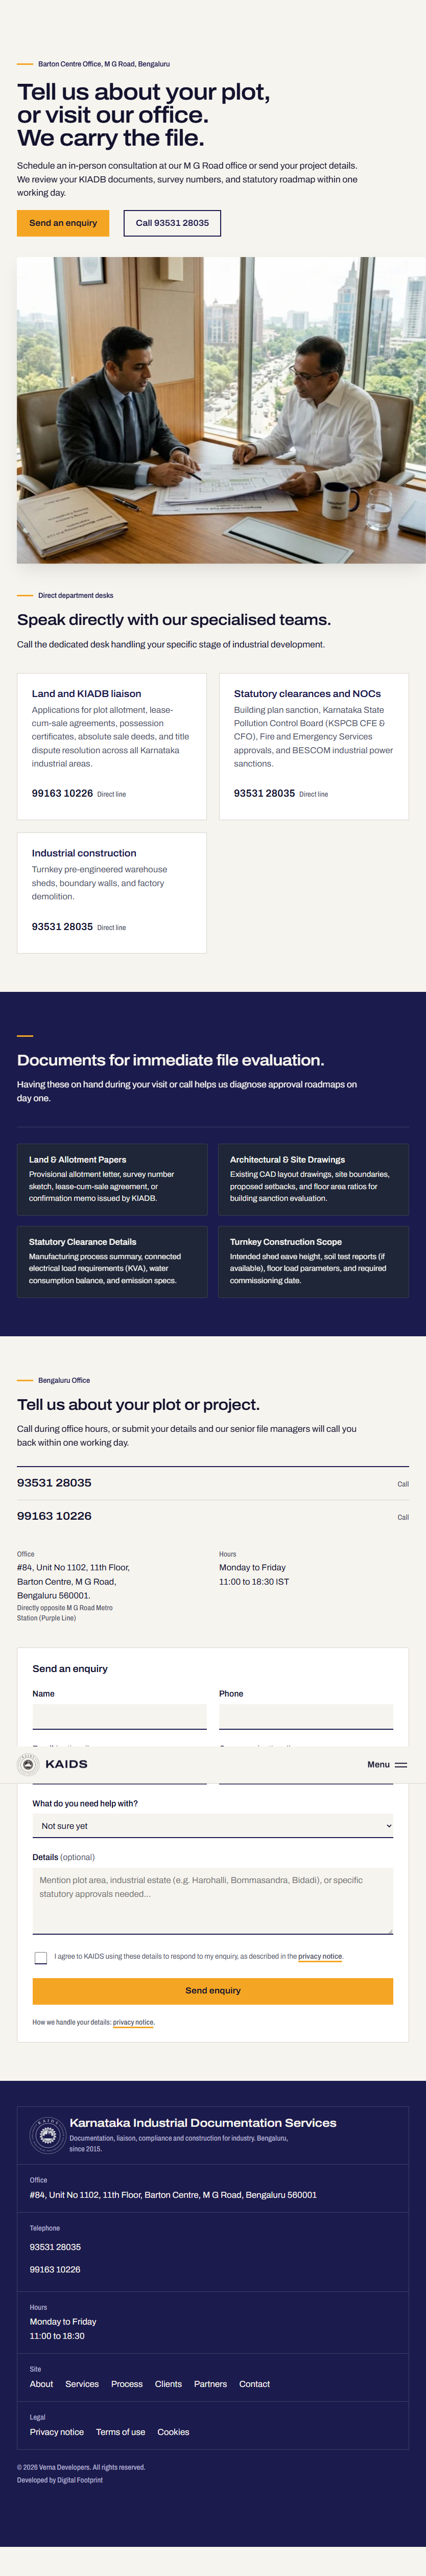 Barton Centre Office, M G Road, Bengaluru
Tell us about your plot,
or visit our office.
We carry the file.
Schedule an in-person consultation at our M G Road office or send your project details.
We review your KIADB documents, survey numbers, and statutory roadmap within one
working day.
Send an enquiry
Call 93531 28035
Direct department desks
Speak directly with our specialised teams.
Call the dedicated desk handling your specific stage of industrial development.
Land and KIADB liaison
Applications for plot allotment, lease-
cum-sale agreements, possession
certificates, absolute sale deeds, and title
dispute resolution across all Karnataka
industrial areas.
99163 10226 Direct line
Statutory clearances and NOCs
Building plan sanction, Karnataka State
Pollution Control Board (KSPCB CFE &
CFO), Fire and Emergency Services
approvals, and BESCOM industrial power
sanctions.
93531 28035 Direct line
Industrial construction
Turnkey pre-engineered warehouse
sheds, boundary walls, and factory
demolition.
93531 28035 Direct line
Documents for immediate file evaluation.
Having these on hand during your visit or call helps us diagnose approval roadmaps on
day one.
Land & Allotment Papers
Provisional allotment letter, survey number
sketch, lease-cum-sale agreement, or
confirmation memo issued by KIADB.
Architectural & Site Drawings
Existing CAD layout drawings, site boundaries,
proposed setbacks, and floor area ratios for
building sanction evaluation.
Statutory Clearance Details
Manufacturing process summary, connected
electrical load requirements (KVA), water
consumption balance, and emission specs.
Turnkey Construction Scope
Intended shed eave height, soil test reports (if
available), floor load parameters, and required
commissioning date.
Bengaluru Office
Tell us about your plot or project.
Call during office hours, or submit your details and our senior file managers will call you
back within one working day.
93531 28035 Call
99163 10226 Call
Office
#84, Unit No 1102, 11th Floor,
Barton Centre, M G Road,
Bengaluru 560001.
Directly opposite M G Road Metro
Station (Purple Line)
Hours
Monday to Friday
11:00 to 18:30 IST
Send an enquiry
Name
Phone
KAIDS
Menu
What do you need help with?
Not sure yet
Details (optional)
Mention plot area, industrial estate (e.g. Harohalli, Bommasandra, Bidadi), or specific
statutory approvals needed...
I agree to KAIDS using these details to respond to my enquiry, as described in the privacy notice.
Send enquiry
How we handle your details: privacy notice.
Karnataka Industrial Documentation Services
Documentation, liaison, compliance and construction for industry. Bengaluru,
since 2015.
Office
#84, Unit No 1102, 11th Floor, Barton Centre, M G Road, Bengaluru 560001
Telephone
93531 28035
99163 10226
Hours
Monday to Friday
11:00 to 18:30
Site
About Services Process Clients Partners Contact
Legal
Privacy notice Terms of use Cookies
© 2026 Verna Developers. All rights reserved.
Developed by Digital Footprint